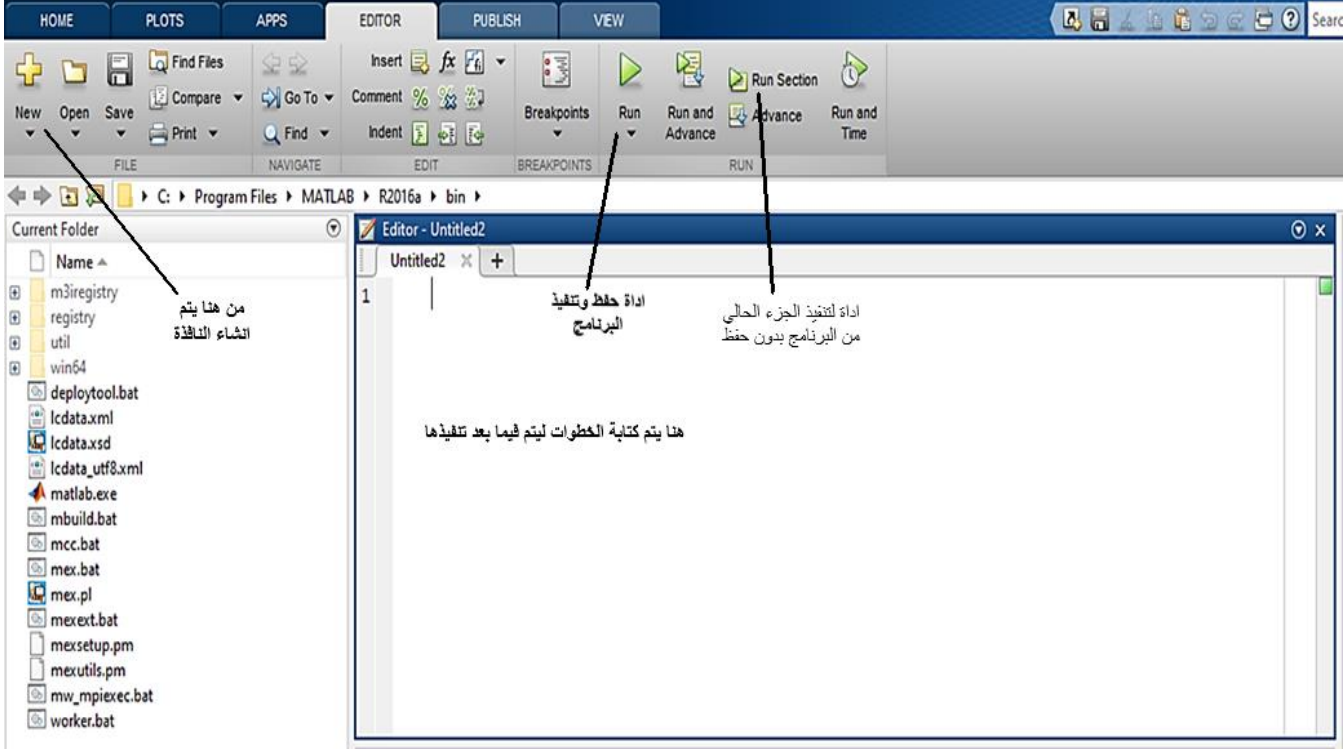 HOME PLOTS APPS EDITOR PUBLISH VIEW
Searc
Find Files
Compare
Print
New Open Save
FILE
Go To
Find
NAVIGATE
Insert fx
Comment
Indent
EDIT
Breakpoints
BREAKPOINTS
Run
Run and Advance
Run Section
Advance
Run and Time
RUN
C: Program Files MATLAB R2016a bin
Current Folder
Name
m3iregistry
registry
util
win64
deploytool.bat
lcdata.xml
lcdata.xsd
lcdata_utf8.xml
matlab.exe
mbuild.bat
mcc.bat
mex.bat
mex.pl
mexext.bat
mexsetup.pm
mexutils.pm
mw_mpiexec.bat
worker.bat
من هنا يتم
انشاء النافذة
Editor - Untitled2
Untitled2
1
اداة حفظ وتنفيذ
البرنامج
اداة لتنفيذ الجزء الحالي
من البرنامج بدون حفظ
هنا يتم كتابة الخطوات ليتم فيما بعد تنفيذها